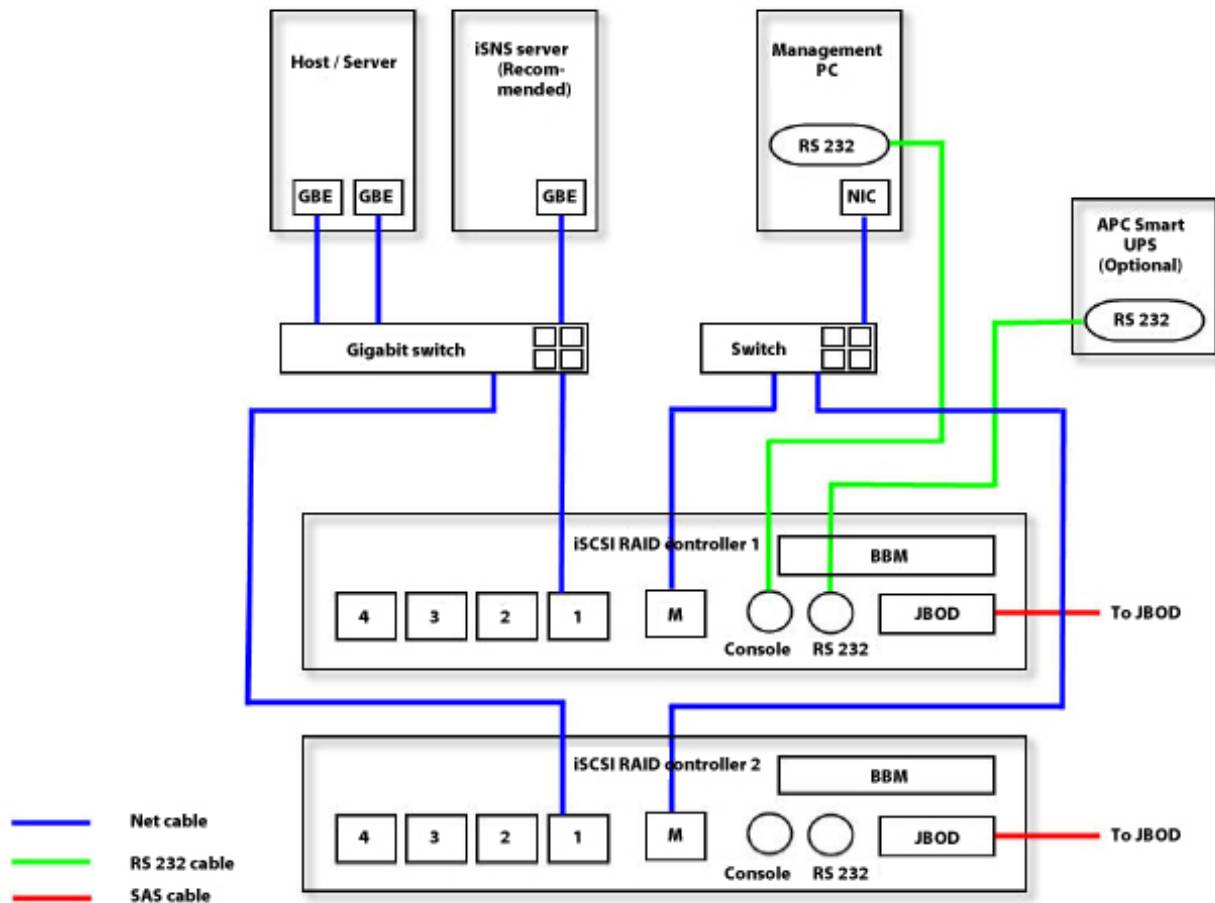 Host / Server
GBE
GBE
iSNS server
(Recom-
mended)
GBE
Management
PC
RS 232
NIC
APC Smart
UPS
(Optional)
RS 232
Gigabit switch
Switch
iSCSI RAID controller 1
BBM
4
3
2
1
M
Console
RS 232
JBOD
To JBOD
iSCSI RAID controller 2
BBM
4
3
2
1
M
Console
RS 232
JBOD
To JBOD
Net cable
RS 232 cable
SAS cable